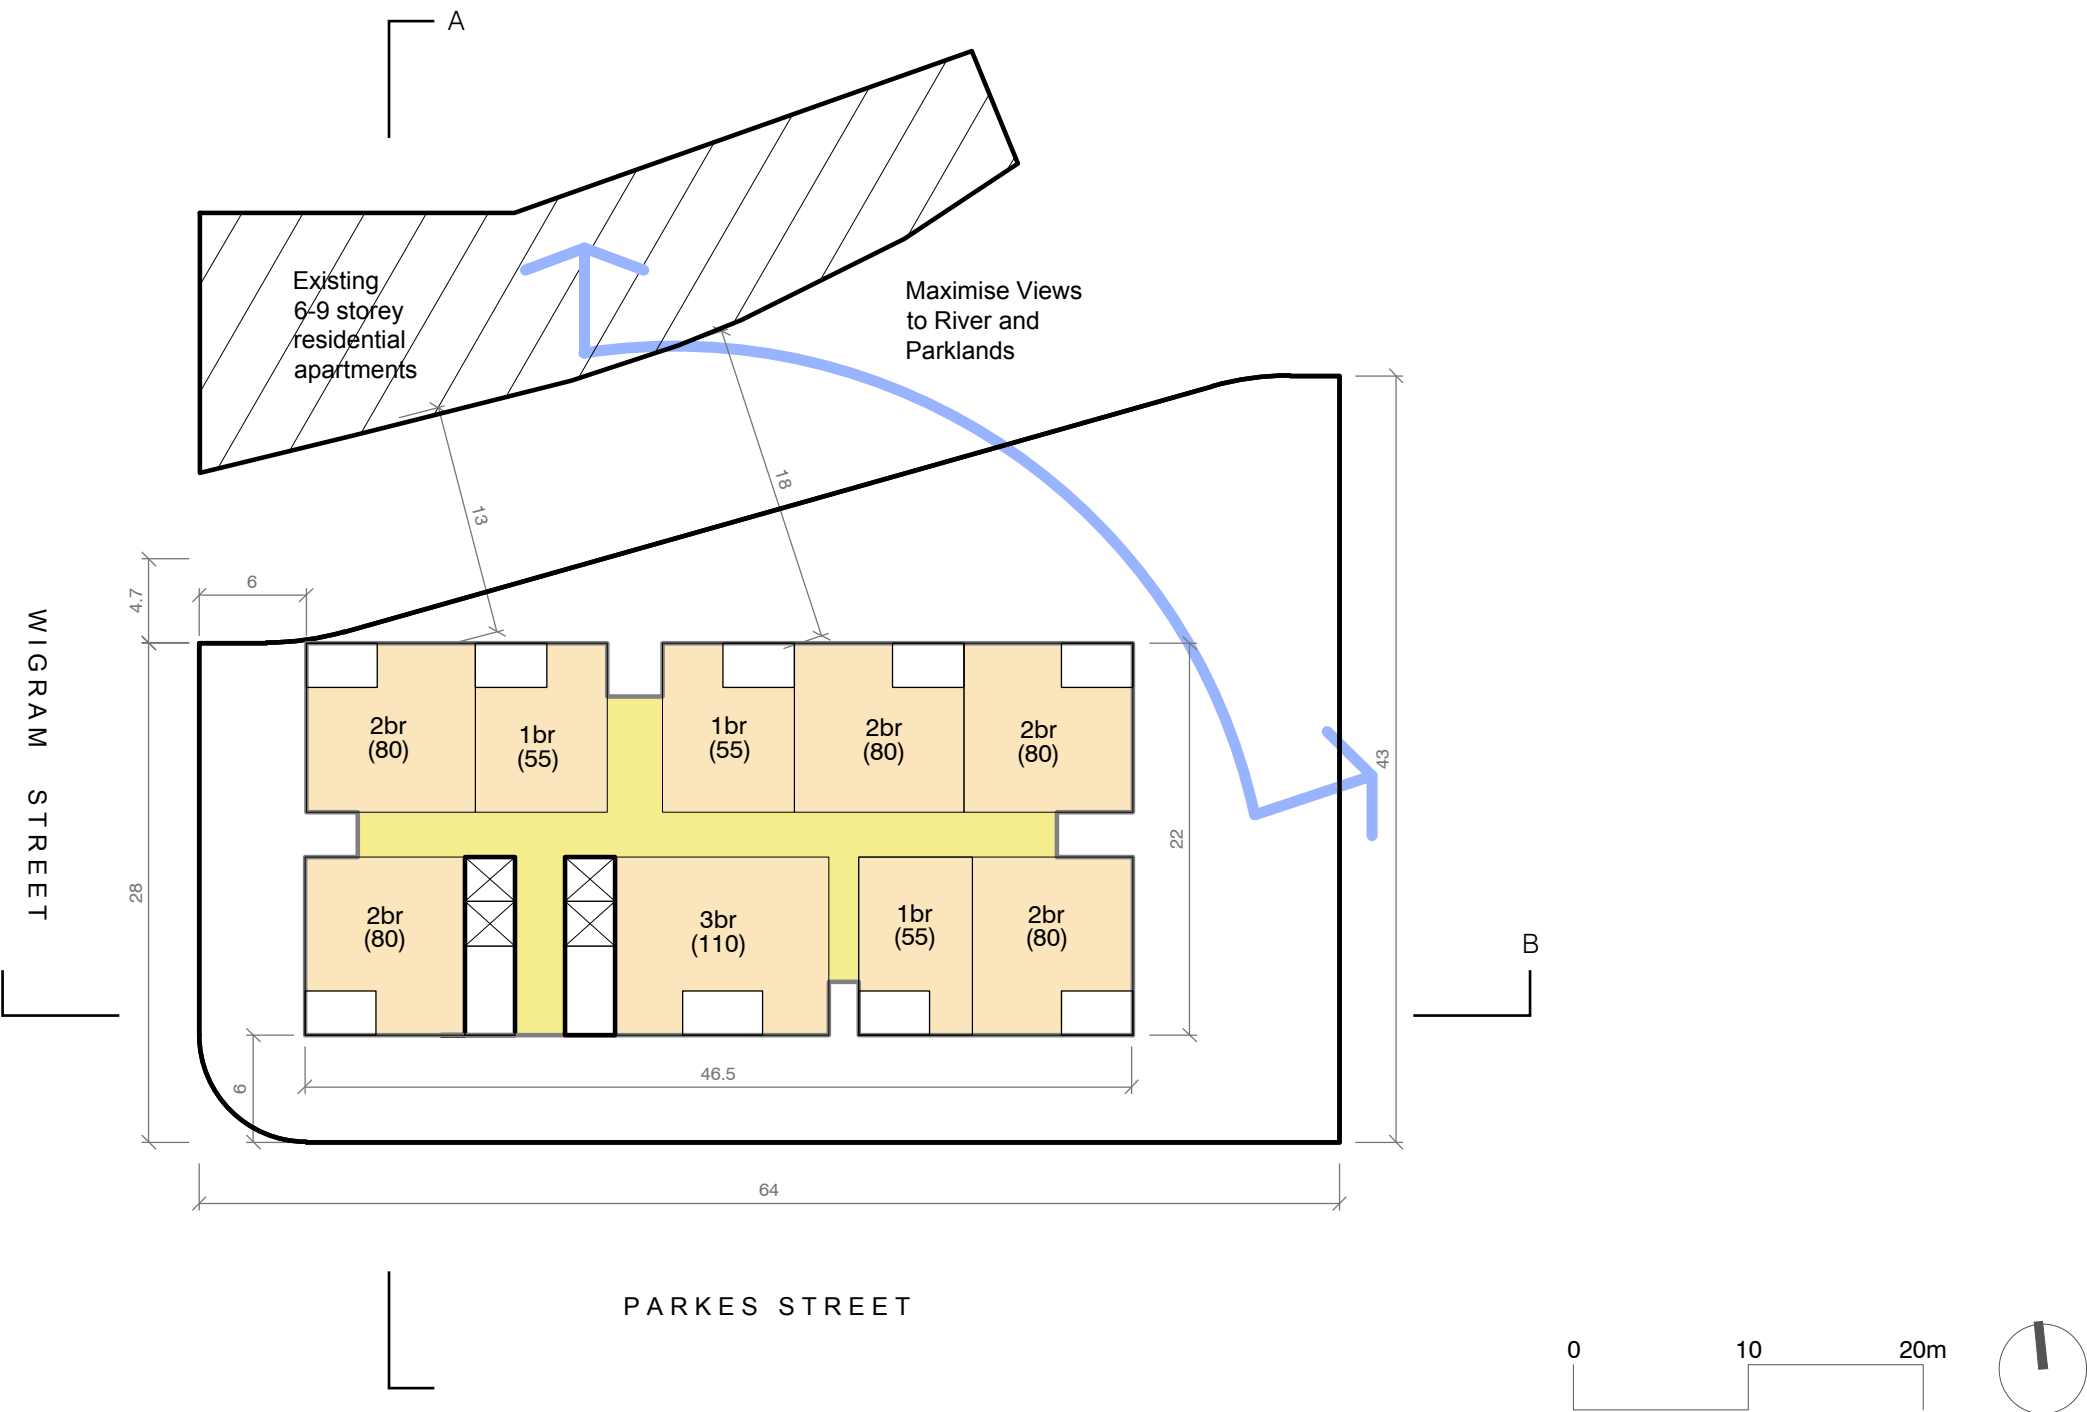 A
Existing
6-9 storey
residential
apartments
Maximise Views
to River and
Parklands
18
13
6
4.7
WIGRAM STREET
2br
(80)
1br
(55)
1br
(55)
2br
(80)
2br
(80)
43
22
28
2br
(80)
3br
(110)
1br
(55)
2br
(80)
B
46.5
6
64
PARKES STREET
0 10 20m